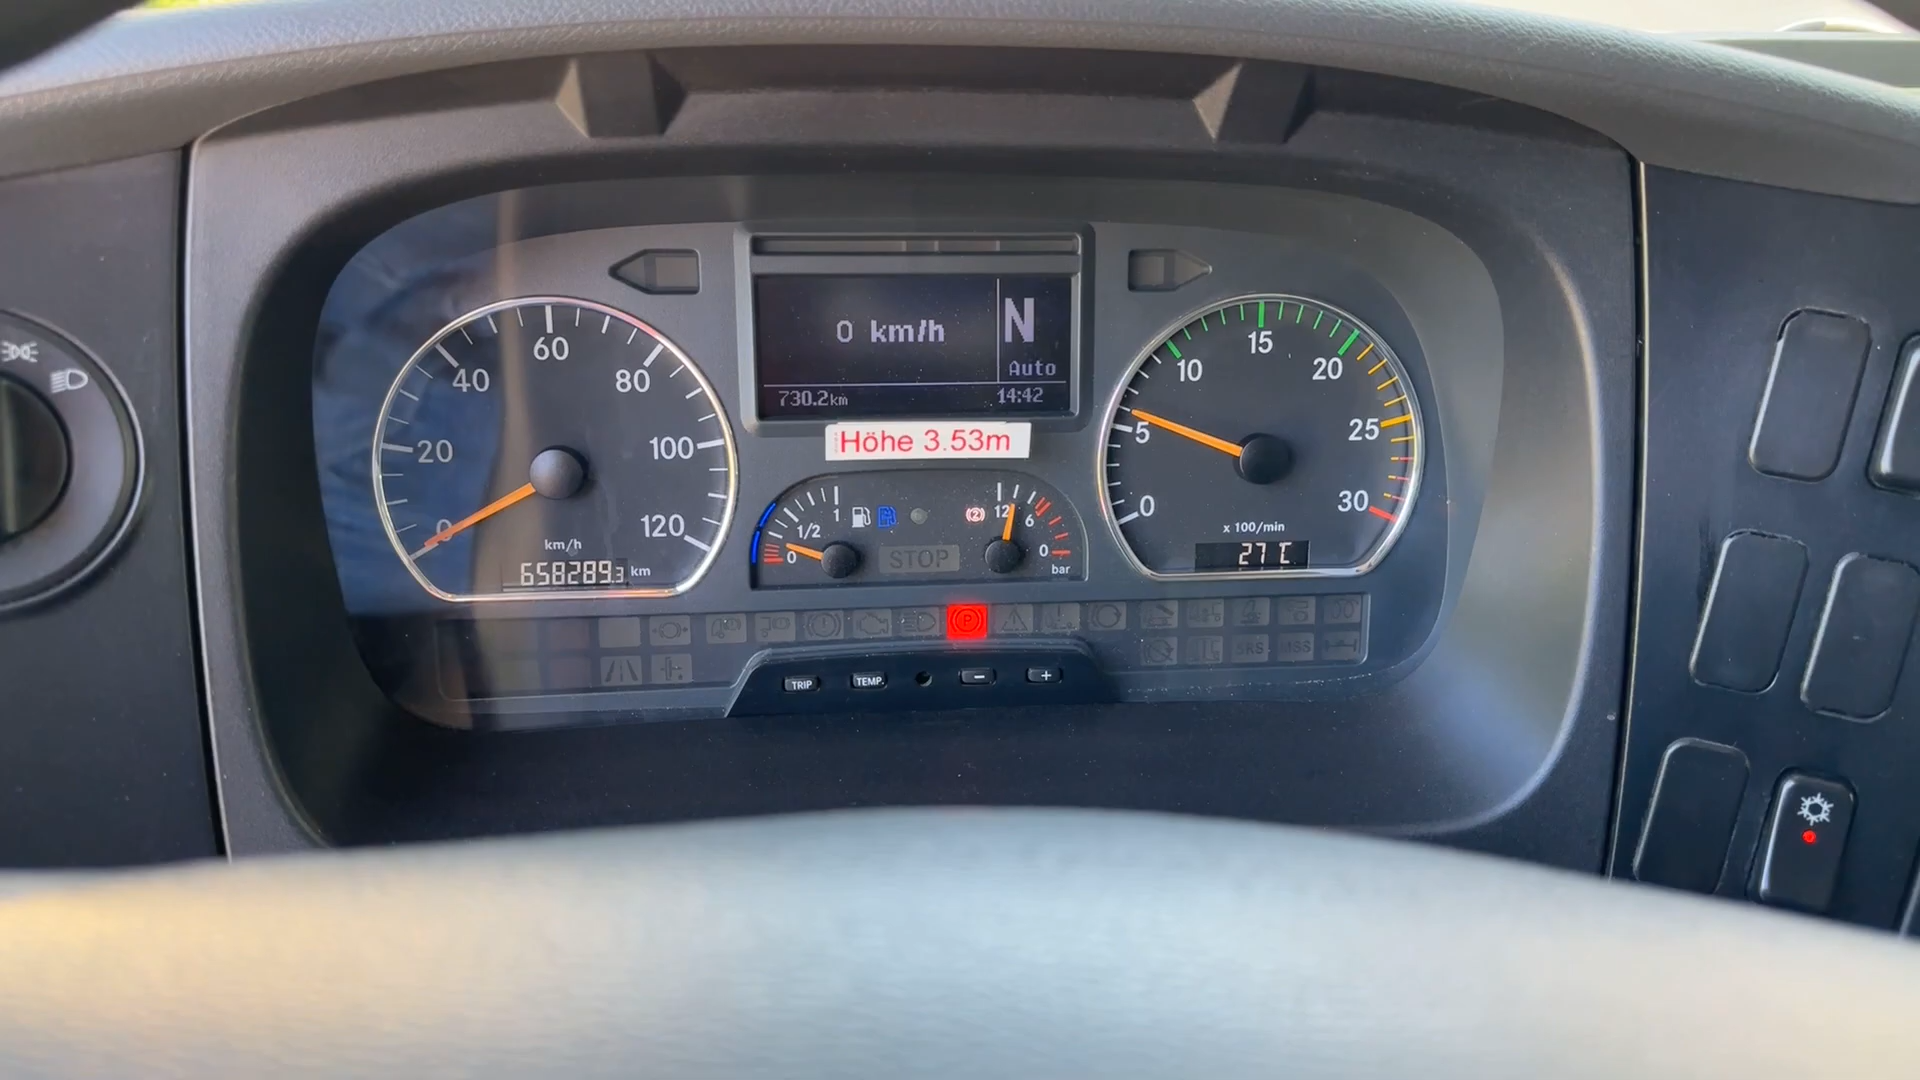 60
40
80
20
100
0
120
km/h
658289.3 km
0 km/h
N
Auto
730.2km
14:42
Höhe 3.53m
1
1/2
0
STOP
12
6
0
bar
15
10
20
5
25
0
30
x 100/min
27 C
P
SRS
TRIP
TEMP
-
+